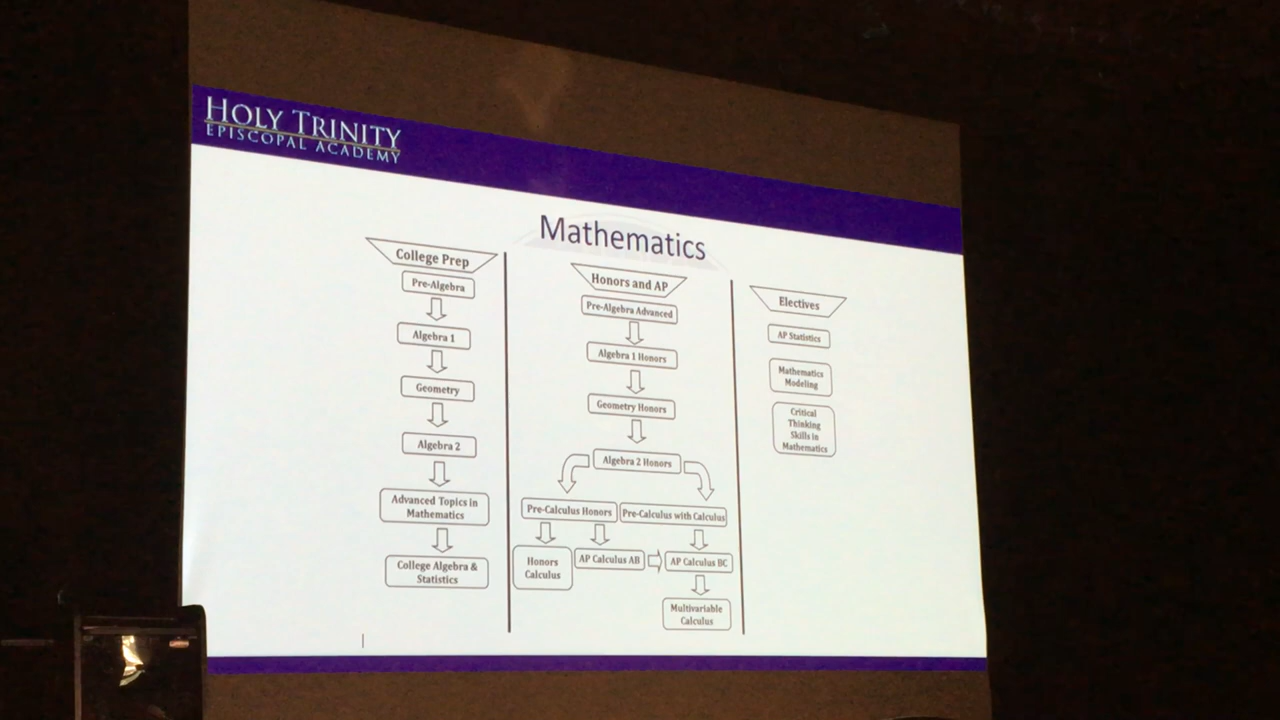 HOLY TRINITY
EPISCOPAL ACADEMY
Mathematics
College Prep
Pre-Algebra
Algebra 1
Geometry
Algebra 2
Advanced Topics in
Mathematics
College Algebra &
Statistics
Honors and AP
Pre-Algebra Advanced
Algebra 1 Honors
Geometry Honors
Algebra 2 Honors
Pre-Calculus Honors
Pre-Calculus with Calculus
Honors
Calculus
AP Calculus AB
AP Calculus BC
Multivariable
Calculus
Electives
AP Statistics
Mathematics
Modeling
Critical
Thinking
Skills in
Mathematics